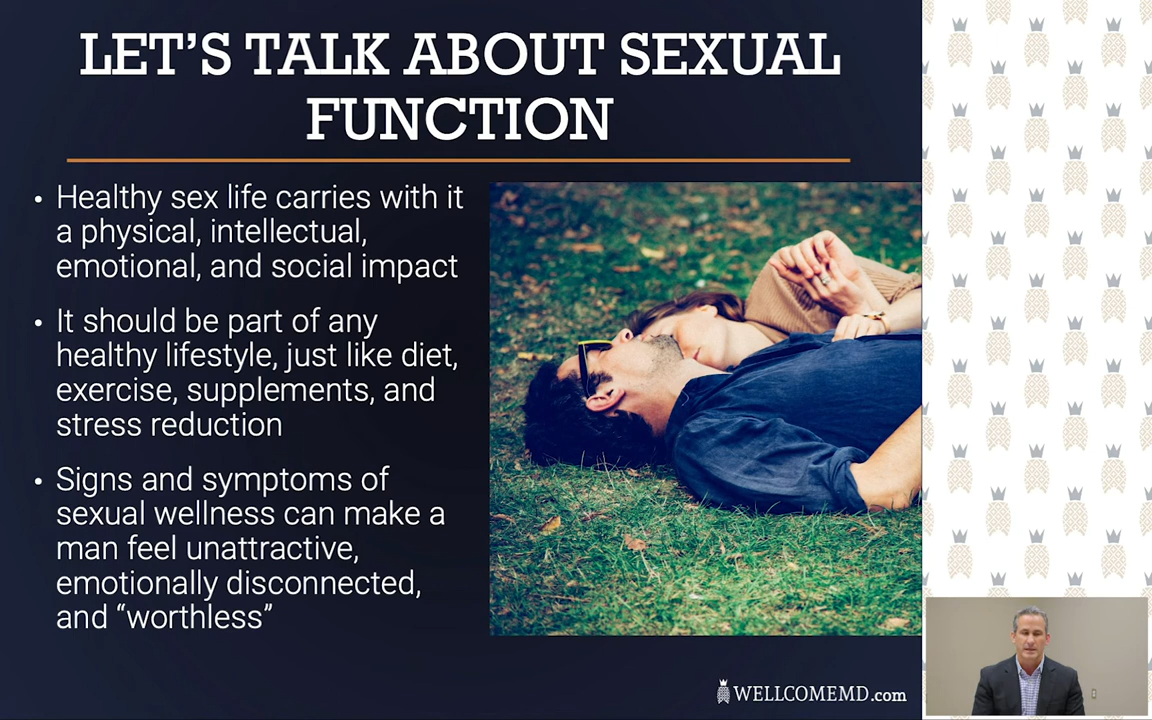 LET’S TALK ABOUT SEXUAL
FUNCTION
• Healthy sex life carries with it
a physical, intellectual,
emotional, and social impact
• It should be part of any
healthy lifestyle, just like diet,
exercise, supplements, and
stress reduction
• Signs and symptoms of
sexual wellness can make a
man feel unattractive,
emotionally disconnected,
and “worthless”
WELLCOMEMD.com